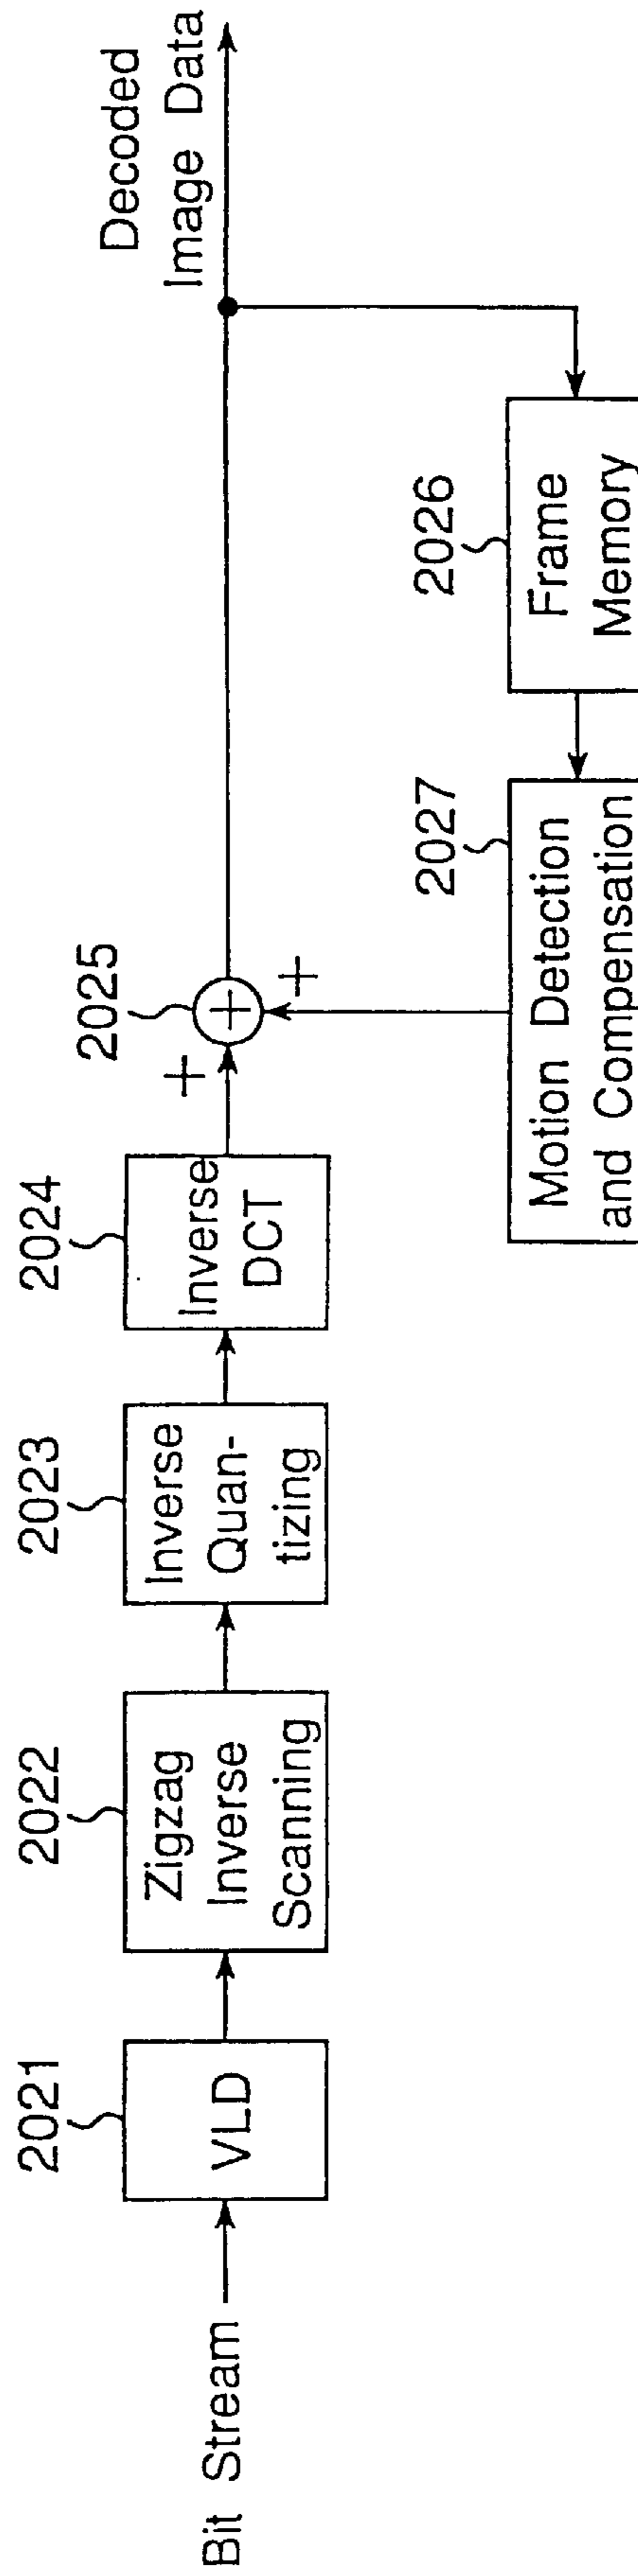 Bit Stream
2021
VLD
2022
Zigzag
Inverse
Scanning
2023
Inverse
Quan-
tizing
2024
Inverse
DCT
2025
+
+
+
Decoded
Image Data
2027
Motion Detection
and Compensation
2026
Frame
Memory